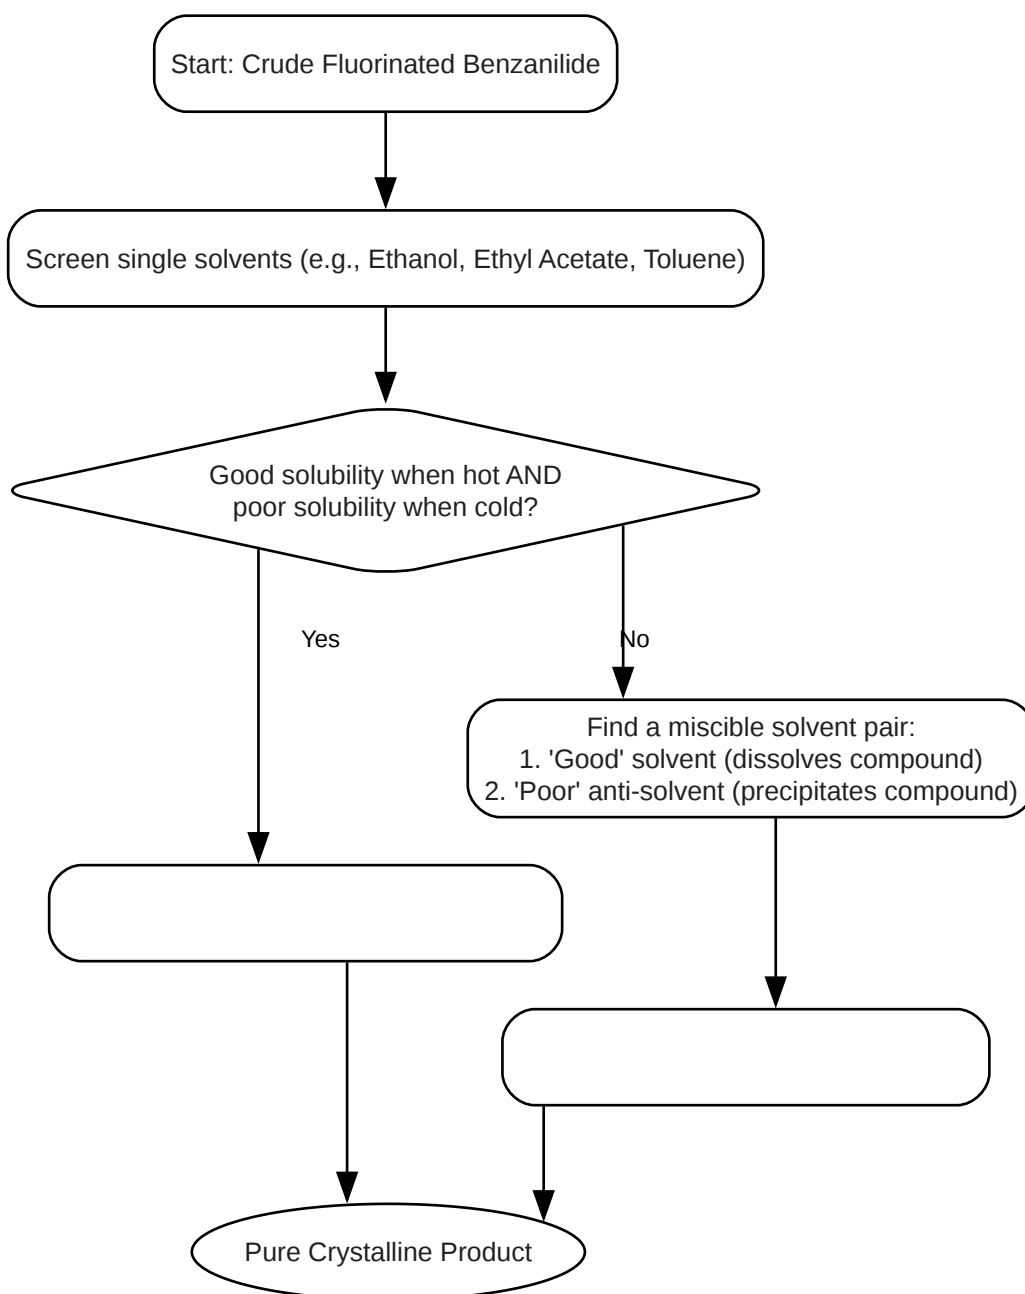 Start: Crude Fluorinated Benzanilide
Screen single solvents (e.g., Ethanol, Ethyl Acetate, Toluene)
Good solubility when hot AND
poor solubility when cold?
Yes
No
Find a miscible solvent pair:
1. 'Good' solvent (dissolves compound)
2. 'Poor' anti-solvent (precipitates compound)
Pure Crystalline Product